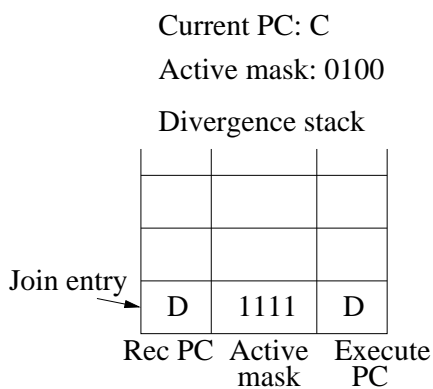 Current PC: C
Active mask: 0100
Divergence stack
Join entry
D 1111 D
Rec PC Active mask Execute PC